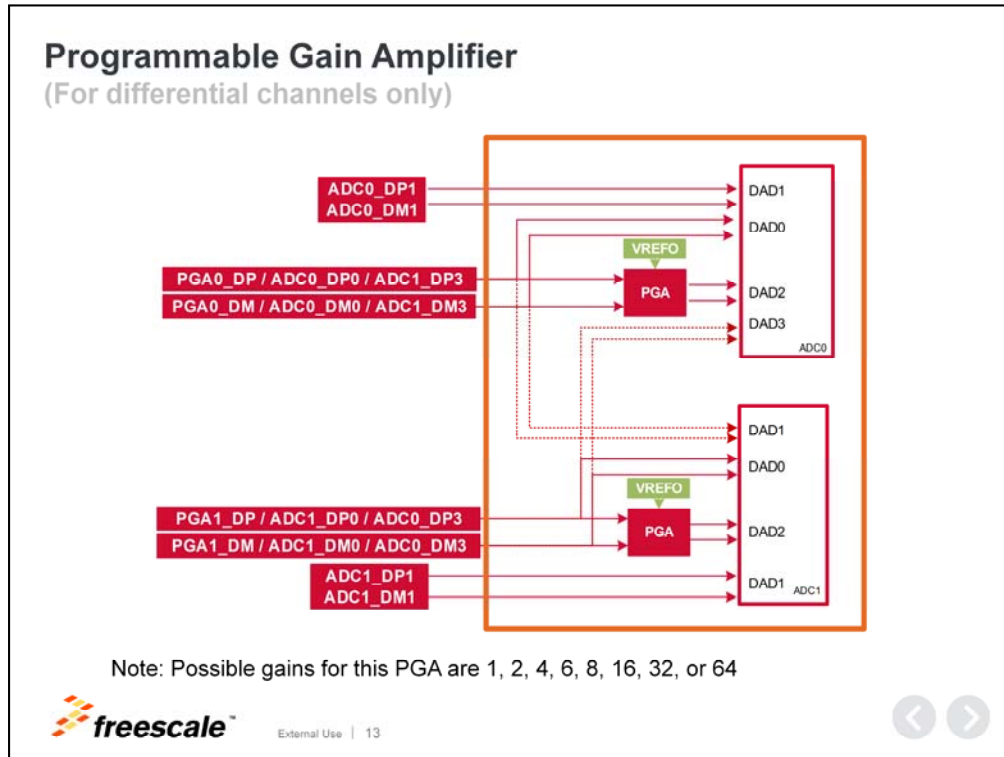 Programmable Gain Amplifier
(For differential channels only)
ADC0_DP1
ADC0_DM1
DAD1
DAD0
VREFO
PGA0_DP / ADC0_DP0 / ADC1_DP3
PGA0_DM / ADC0_DM0 / ADC1_DM3
PGA
DAD2
DAD3
ADC0
DAD1
DAD0
VREFO
PGA1_DP / ADC1_DP0 / ADC0_DP3
PGA1_DM / ADC1_DM0 / ADC0_DM3
PGA
DAD2
ADC1_DP1
ADC1_DM1
DAD1
ADC1
Note: Possible gains for this PGA are 1, 2, 4, 6, 8, 16, 32, or 64
freescale™
External Use | 13